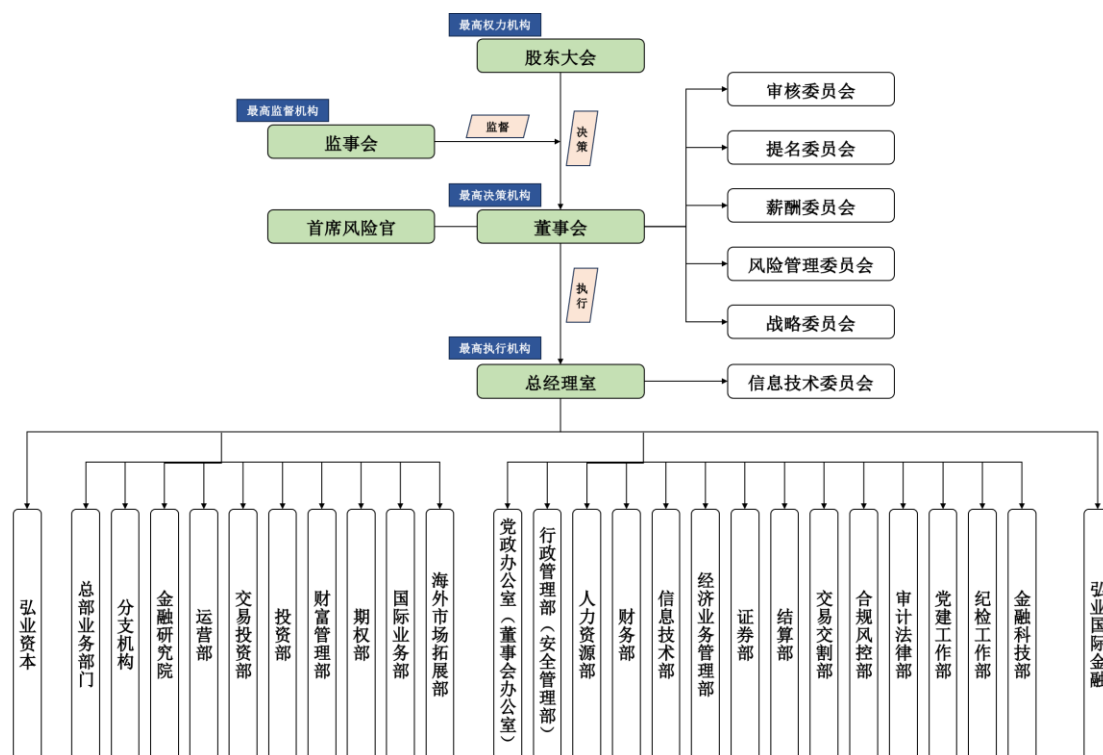 最高权力机构
股东大会
审核委员会
最高监督机构
监事会
监督
决策
提名委员会
最高决策机构
首席风险官
董事会
薪酬委员会
风险管理委员会
执行
战略委员会
最高执行机构
总经理室
信息技术委员会
弘业资本
总部业务部门
分支机构
金融研究院
运营部
交易投资部
投资部
财富管理部
期权部
国际业务部
海外市场拓展部
党政办公室（董事会办公室）
行政管理部（安全管理部）
人力资源部
财务部
信息技术部
经济业务管理部
证券部
结算部
交易交割部
合规风控部
审计法律部
党建工作部
纪检工作部
金融科技部
弘业国际金融